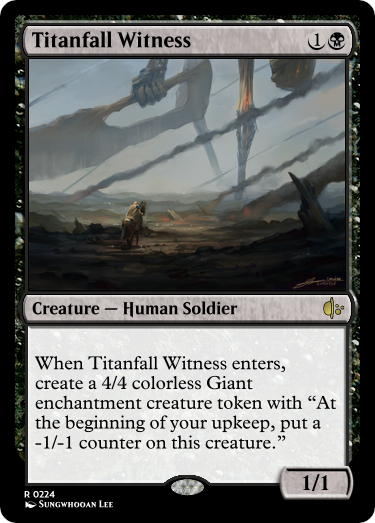 Titanfall Witness 1
Creature — Human Soldier
When Titanfall Witness enters,
create a 4/4 colorless Giant
enchantment creature token with “At
the beginning of your upkeep, put a
-1/-1 counter on this creature.”
1/1
R 0224
Sungwhooan Lee